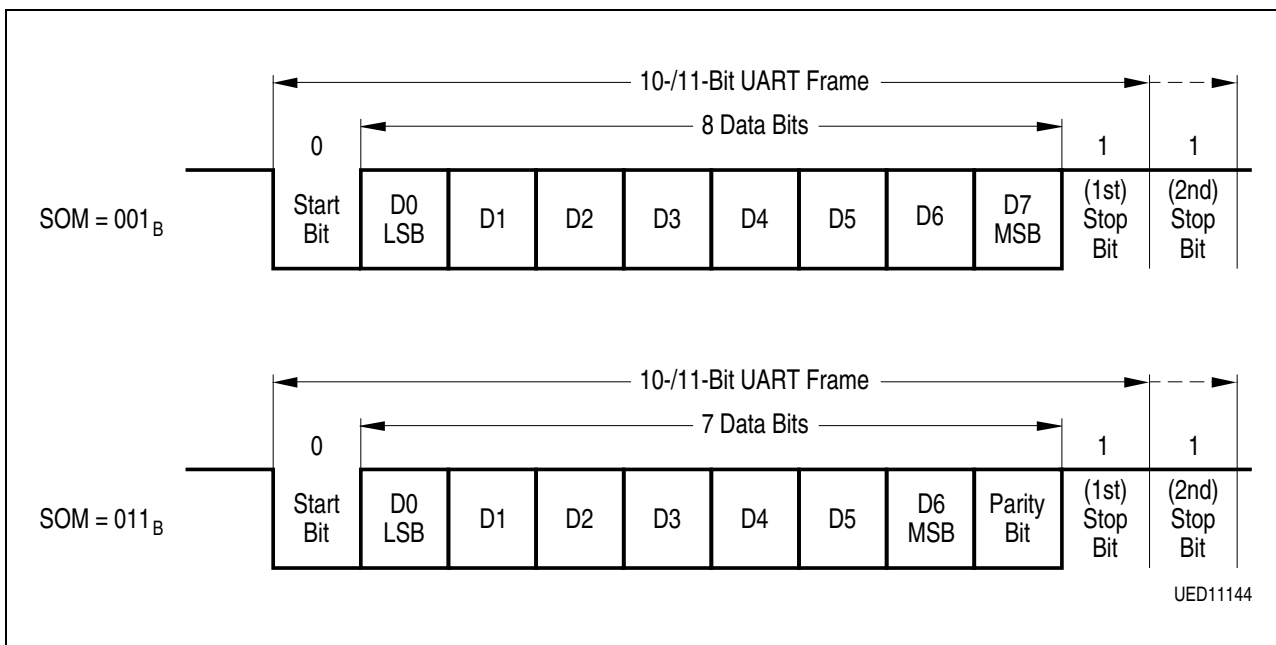 10-/11-Bit UART Frame
8 Data Bits
0 1 1
SOM = 001B
Start Bit
D0 LSB
D1
D2
D3
D4
D5
D6
D7 MSB
(1st) Stop Bit
(2nd) Stop Bit
10-/11-Bit UART Frame
7 Data Bits
0 1 1
SOM = 011B
Start Bit
D0 LSB
D1
D2
D3
D4
D5
D6 MSB
Parity Bit
(1st) Stop Bit
(2nd) Stop Bit
UED11144